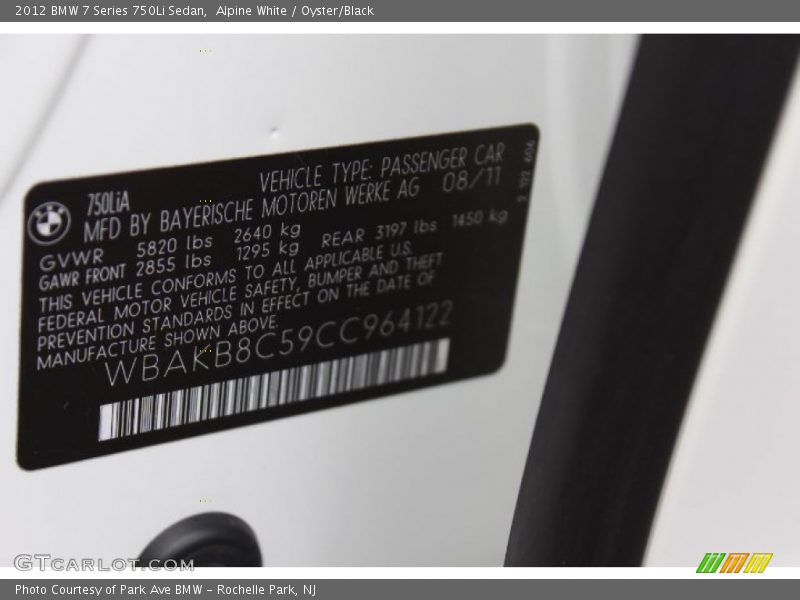 2012 BMW 7 Series 750Li Sedan,  Alpine White / Oyster/Black
750LiA
VEHICLE TYPE: PASSENGER CAR
MFD BY BAYERISCHE MOTOREN WERKE AG 08/11
GVWR 5820 lbs 2640 kg
GAWR FRONT 2855 lbs 1295 kg REAR 3197 lbs 1450 kg
THIS VEHICLE CONFORMS TO ALL APPLICABLE U.S.
FEDERAL MOTOR VEHICLE SAFETY, BUMPER AND THEFT
PREVENTION STANDARDS IN EFFECT ON THE DATE OF
MANUFACTURE SHOWN ABOVE.
WBAKB8C59CC964122
GTcarlot.com
Photo Courtesy of Park Ave BMW - Rochelle Park, NJ